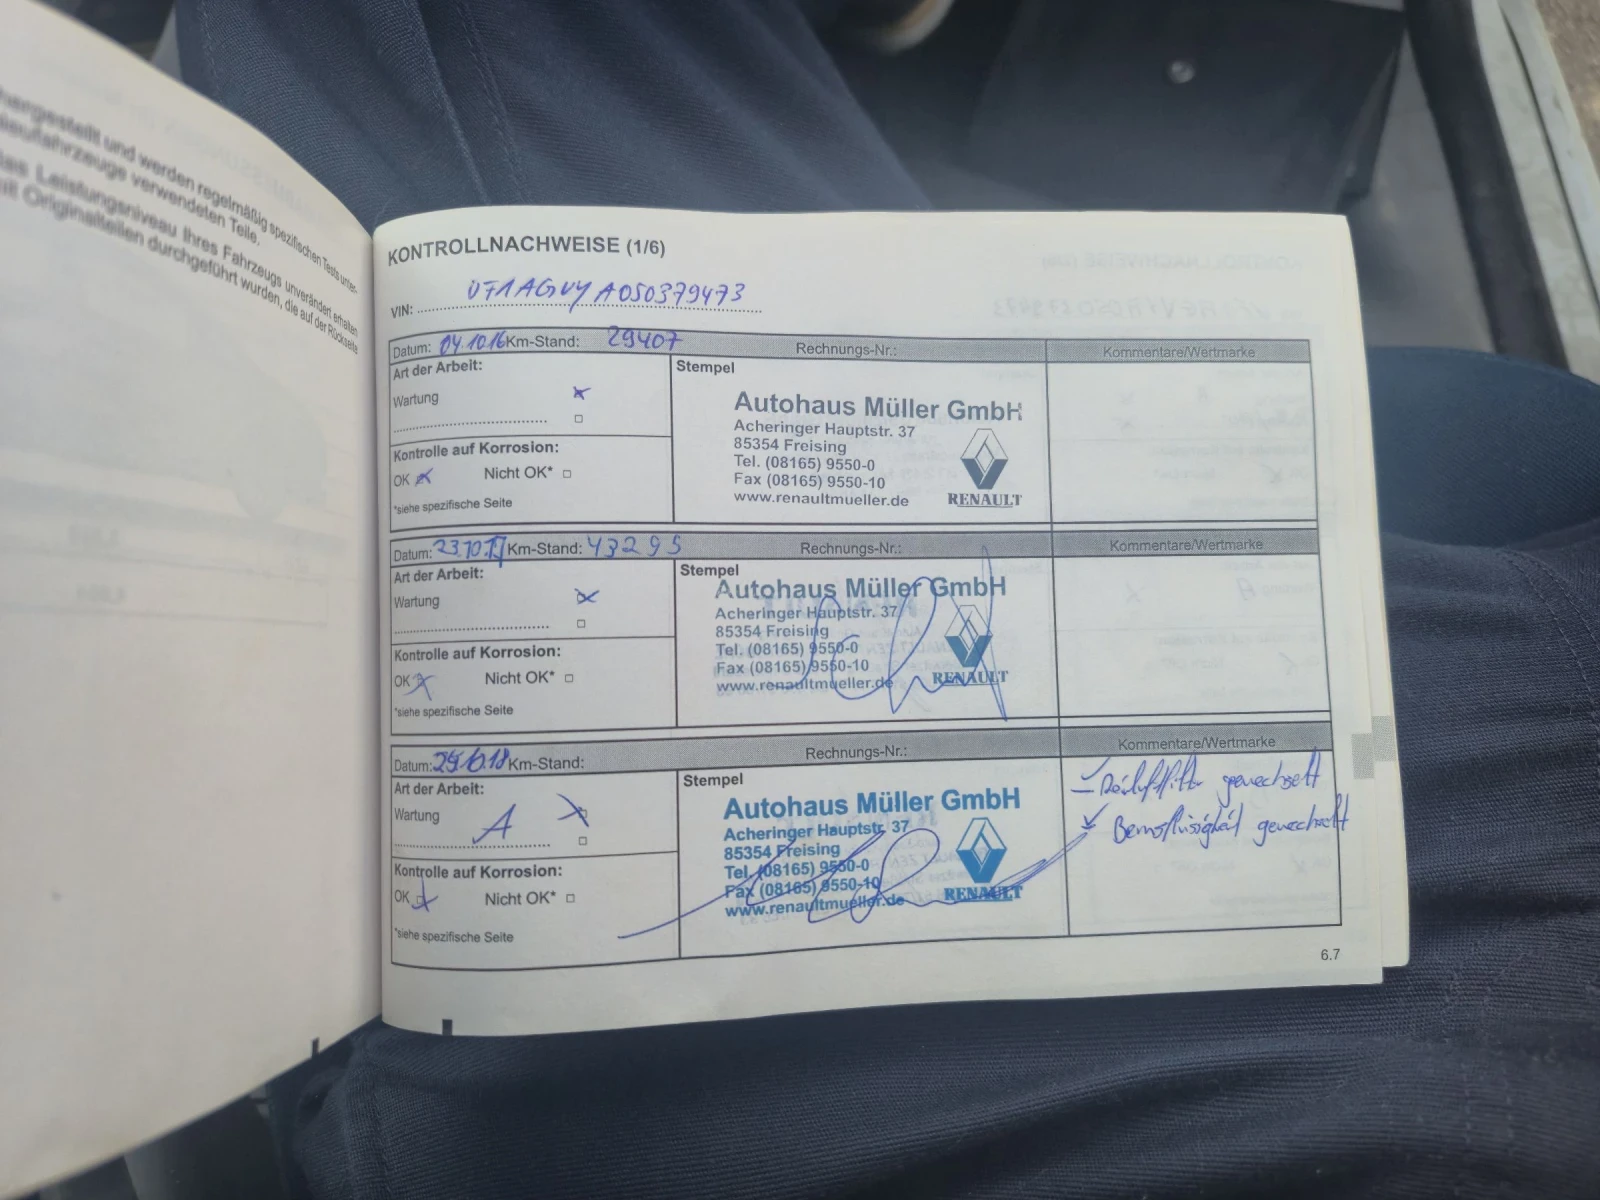 hergestellt und werden regelmäßig spezifischen Tests unter-
verwendeten Teile.
Leistungsniveau Ihres Fahrzeugs unverändert erhalten
Originalteilen durchgeführt wurden, die auf der Rückseite
KONTROLLNACHWEISE (1/6)
VIN: VF1AGVYA050379473
Datum: 04.10.16 Km-Stand: 29407 Rechnungs-Nr.: Kommentare/Wertmarke
Art der Arbeit:
Wartung
Kontrolle auf Korrosion:
OK Nicht OK*
*siehe spezifische Seite
Stempel
Autohaus Müller GmbH
Acheringer Hauptstr. 37
85354 Freising
Tel. (08165) 9550-0
Fax (08165) 9550-10
www.renaultmueller.de
RENAULT
Datum: 23.10.17 Km-Stand: 43295 Rechnungs-Nr.: Kommentare/Wertmarke
Art der Arbeit:
Wartung
Kontrolle auf Korrosion:
OK Nicht OK*
*siehe spezifische Seite
Stempel
Autohaus Müller GmbH
Acheringer Hauptstr. 37
85354 Freising
Tel. (08165) 9550-0
Fax (08165) 9550-10
www.renaultmueller.de
RENAULT
Datum: Km-Stand: Rechnungs-Nr.: Kommentare/Wertmarke
Art der Arbeit:
Wartung A
Kontrolle auf Korrosion:
OK Nicht OK*
*siehe spezifische Seite
Stempel
Autohaus Müller GmbH
Acheringer Hauptstr. 37
85354 Freising
Tel. (08165) 9550-0
Fax (08165) 9550-10
www.renaultmueller.de
RENAULT
gewechselt
Bremsflüssigkeit gewechselt
6.7